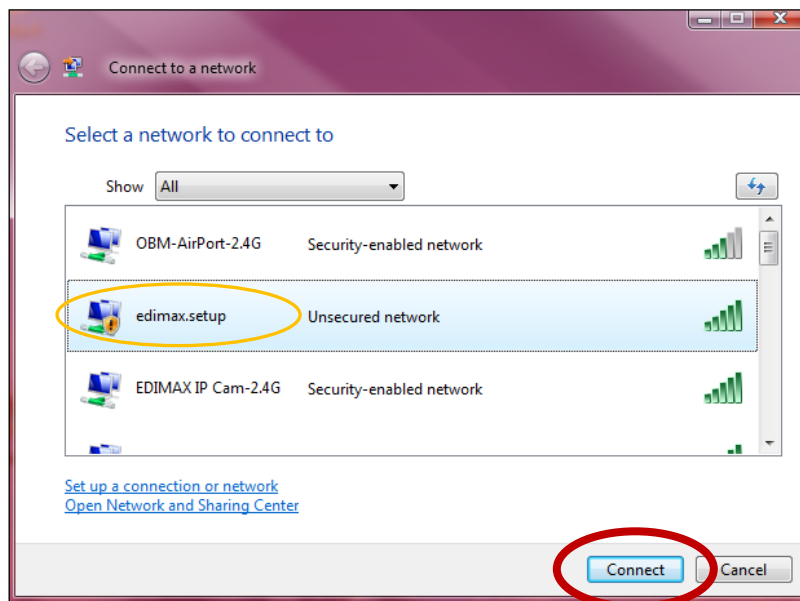 Connect to a network
Select a network to connect to
Show All
OBM-AirPort-2.4G Security-enabled network
edimax.setup Unsecured network
EDIMAX IP Cam-2.4G Security-enabled network
Set up a connection or network
Open Network and Sharing Center
Connect Cancel